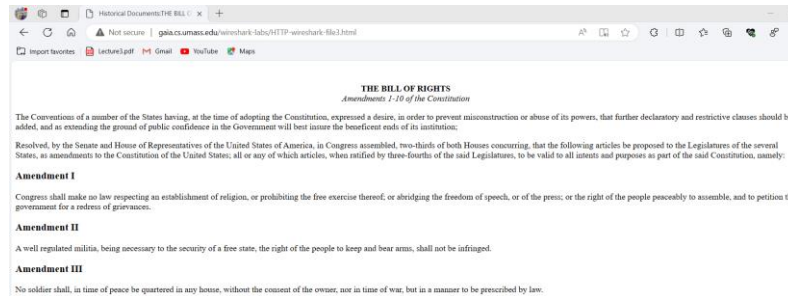 Historical Documents:THE BILL O
Not secure | gaia.cs.umass.edu/wireshark-labs/HTTP-wireshark-file3.html
Import favorites Lecture3.pdf Gmail YouTube Maps
THE BILL OF RIGHTS
Amendments 1-10 of the Constitution
The Conventions of a number of the States having, at the time of adopting the Constitution, expressed a desire, in order to prevent misconstruction or abuse of its powers, that further declaratory and restrictive clauses should b
added, and as extending the ground of public confidence in the Government will best insure the beneficent ends of its institution;
Resolved, by the Senate and House of Representatives of the United States of America, in Congress assembled, two-thirds of both Houses concurring, that the following articles be proposed to the Legislatures of the several
States, as amendments to the Constitution of the United States; all or any of which articles, when ratified by three-fourths of the said Legislatures, to be valid to all intents and purposes as part of the said Constitution, namely:
Amendment I
Congress shall make no law respecting an establishment of religion, or prohibiting the free exercise thereof; or abridging the freedom of speech, or of the press; or the right of the people peaceably to assemble, and to petition t
government for a redress of grievances.
Amendment II
A well regulated militia, being necessary to the security of a free state, the right of the people to keep and bear arms, shall not be infringed.
Amendment III
No soldier shall, in time of peace be quartered in any house, without the consent of the owner, nor in time of war, but in a manner to be prescribed by law.